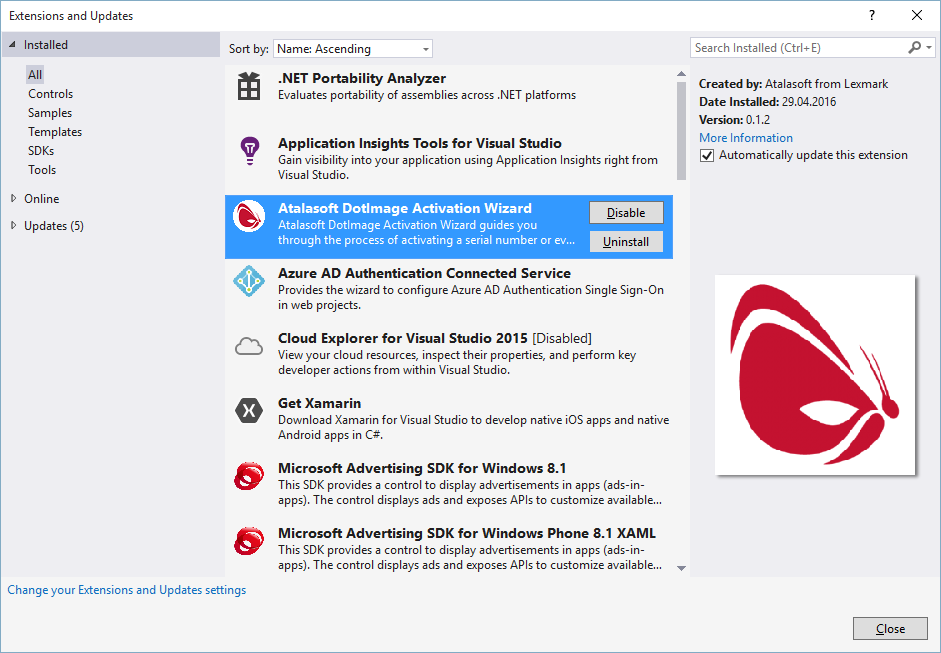 Extensions and Updates
?
Installed
All
Controls
Samples
Templates
SDKs
Tools
Online
Updates (5)
Sort by: Name: Ascending
.NET Portability Analyzer
Evaluates portability of assemblies across .NET platforms
Application Insights Tools for Visual Studio
Gain visibility into your application using Application Insights right from
Visual Studio.
Atalasoft DotImage Activation Wizard
Atalasoft DotImage Activation Wizard guides you
through the process of activating a serial number or ev...
Disable
Uninstall
Azure AD Authentication Connected Service
Provides the wizard to configure Azure AD Authentication Single Sign-On
in web projects.
Cloud Explorer for Visual Studio 2015 [Disabled]
View your cloud resources, inspect their properties, and perform key
developer actions from within Visual Studio.
Get Xamarin
Download Xamarin for Visual Studio to develop native iOS apps and native
Android apps in C#.
Microsoft Advertising SDK for Windows 8.1
This SDK provides a control to display advertisements in apps (ads-in-
apps). The control displays ads and exposes APIs to customize available...
Microsoft Advertising SDK for Windows Phone 8.1 XAML
This SDK provides a control to display advertisements in apps (ads-in-
apps). The control displays ads and exposes APIs to customize available...
Search Installed (Ctrl+E)
Created by: Atalasoft from Lexmark
Date Installed: 29.04.2016
Version: 0.1.2
More Information
Automatically update this extension
Change your Extensions and Updates settings
Close